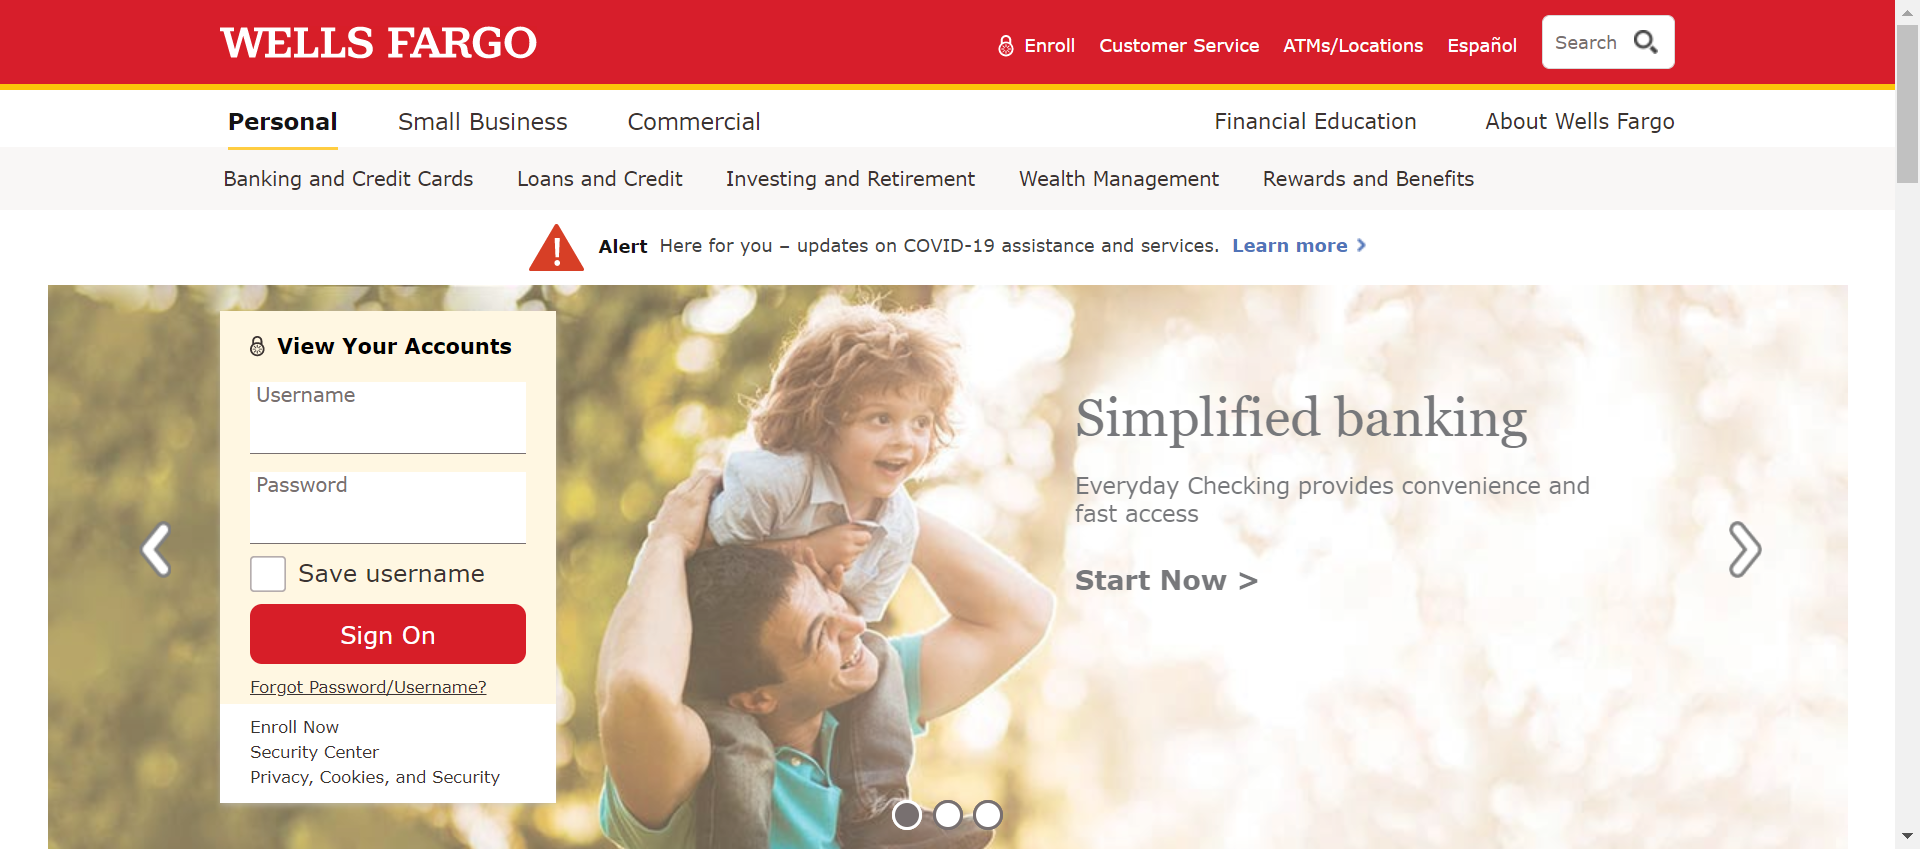 WELLS FARGO
Enroll Customer Service ATMs/Locations Español Search
Personal Small Business Commercial Financial Education About Wells Fargo
Banking and Credit Cards Loans and Credit Investing and Retirement Wealth Management Rewards and Benefits
Alert Here for you – updates on COVID-19 assistance and services. Learn more
View Your Accounts
Username
Password
Save username
Sign On
Forgot Password/Username?
Enroll Now
Security Center
Privacy, Cookies, and Security
Simplified banking
Everyday Checking provides convenience and
fast access
Start Now >